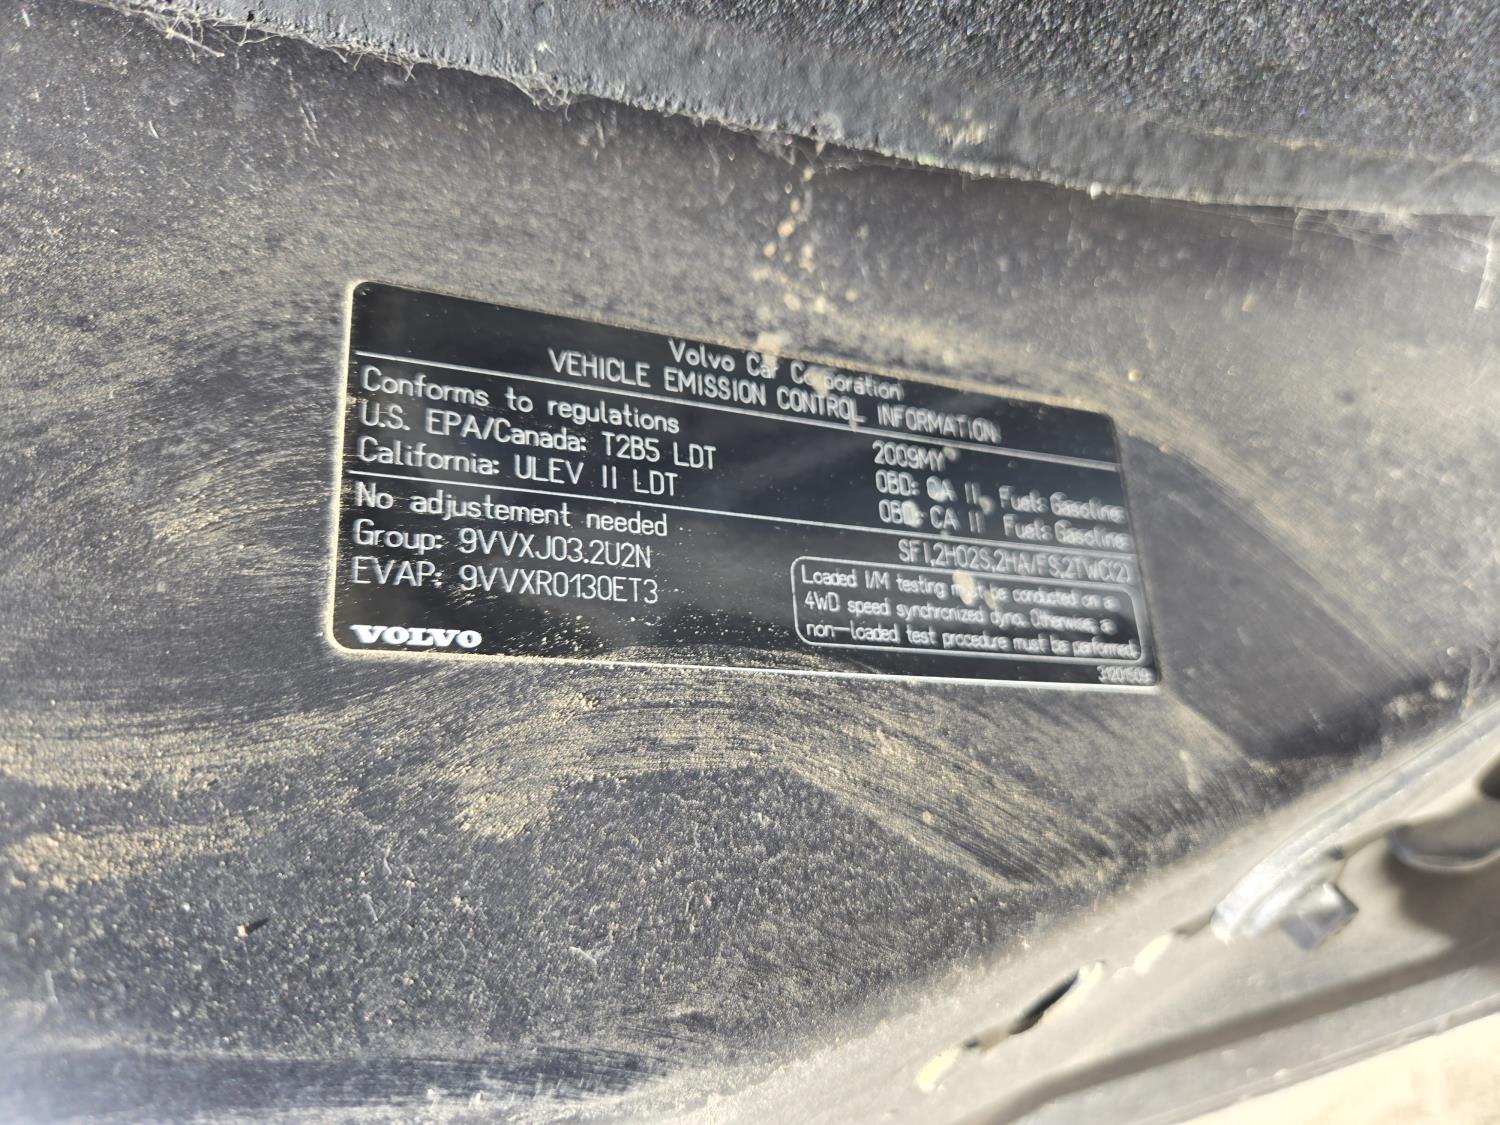 Volvo Car Corporation
VEHICLE EMISSION CONTROL INFORMATION
Conforms to regulations 2009MY
U.S. EPA/Canada: T2B5 LDT OBD: CA II, Fuel: Gasoline
California: ULEV II LDT OBD: CA II Fuel: Gasoline
No adjustement needed SFI,2HO2S,2HA/FS,2TWC(2)
Group: 9VVXJ03.2U2N
EVAP: 9VVXR0130ET3
Loaded I/M testing must be conducted on a
4WD speed synchronized dyno. Otherwise, a
non-loaded test procedure must be performed.
VOLVO
31201509